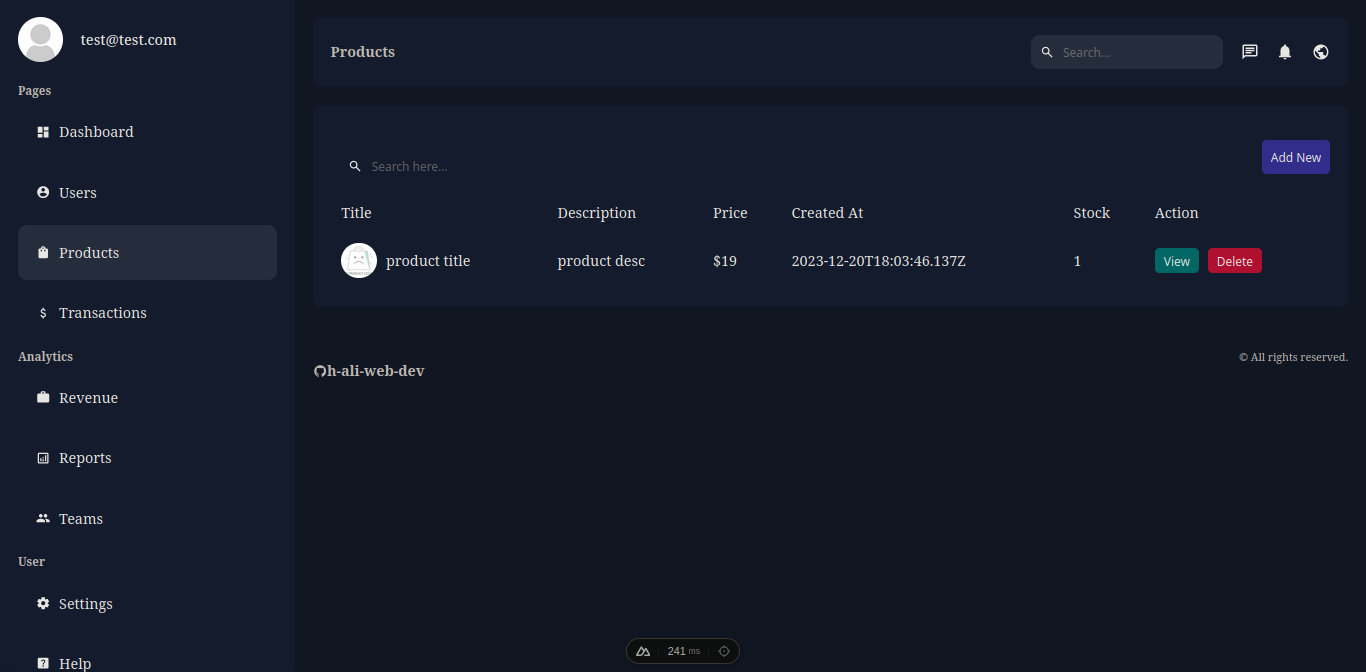 test@test.com
Pages
Dashboard
Users
Products
Transactions
Analytics
Revenue
Reports
Teams
User
Settings
Help
Products
Search...
Search here...
Add New
Title Description Price Created At Stock Action
product title product desc $19 2023-12-20T18:03:46.137Z 1 View Delete
h-ali-web-dev
© All rights reserved.
241 ms